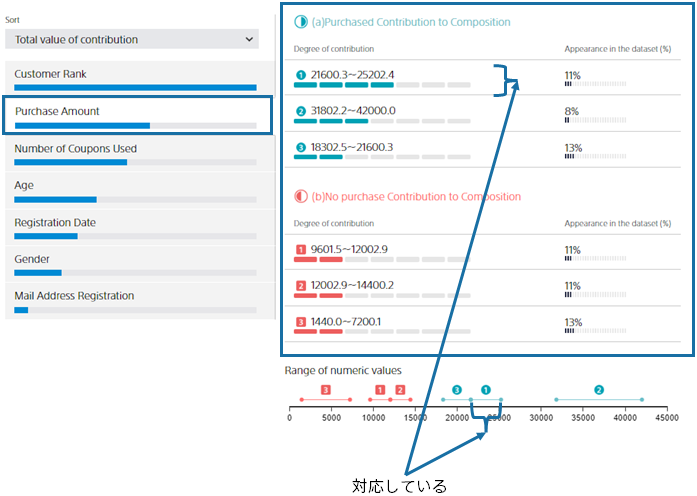 Sort
Total value of contribution
Customer Rank
Purchase Amount
Number of Coupons Used
Age
Registration Date
Gender
Mail Address Registration
(a)Purchased Contribution to Composition
Degree of contribution Appearance in the dataset (%)
1 21600.3~25202.4 11%
2 31802.2~42000.0 8%
3 18302.5~21600.3 13%
(b)No purchase Contribution to Composition
Degree of contribution Appearance in the dataset (%)
1 9601.5~12002.9 11%
2 12002.9~14400.2 11%
3 1440.0~7200.1 13%
Range of numeric values
3 1 2 3 1 2
0 5000 10000 15000 20000 25000 30000 35000 40000 45000
対応している